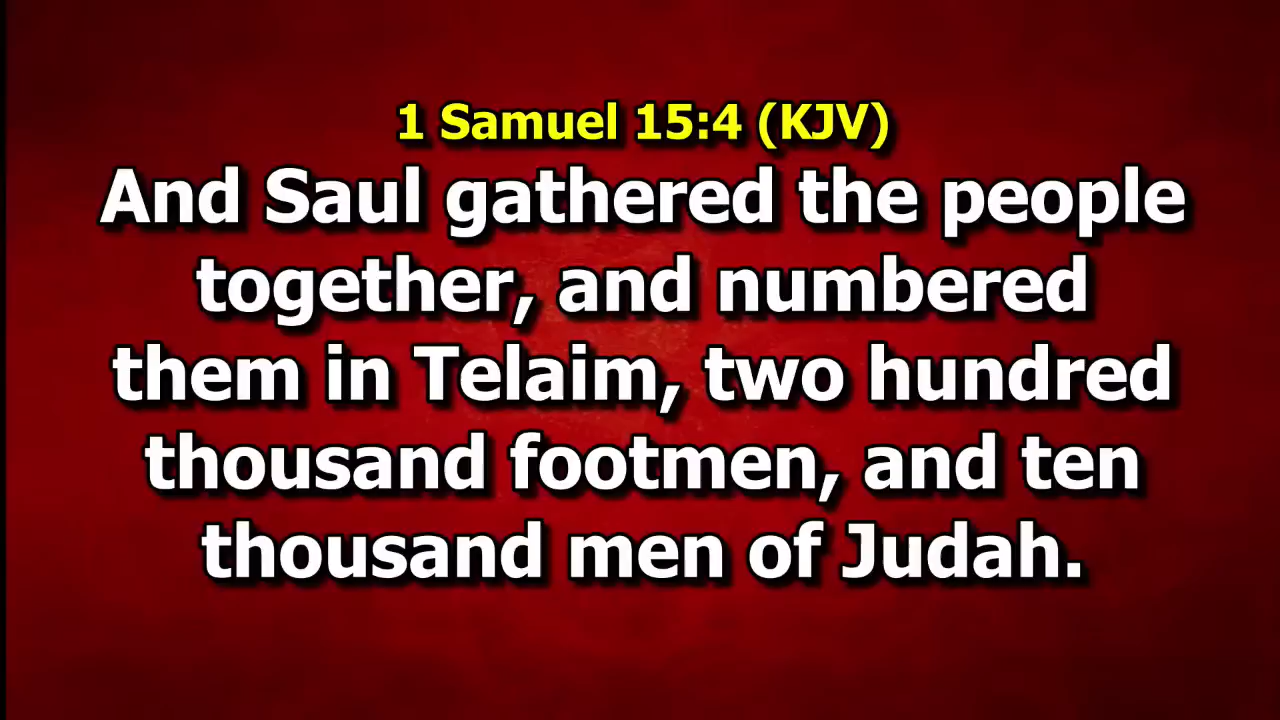 1 Samuel 15:4 (KJV)
And Saul gathered the people
together, and numbered
them in Telaim, two hundred
thousand footmen, and ten
thousand men of Judah.